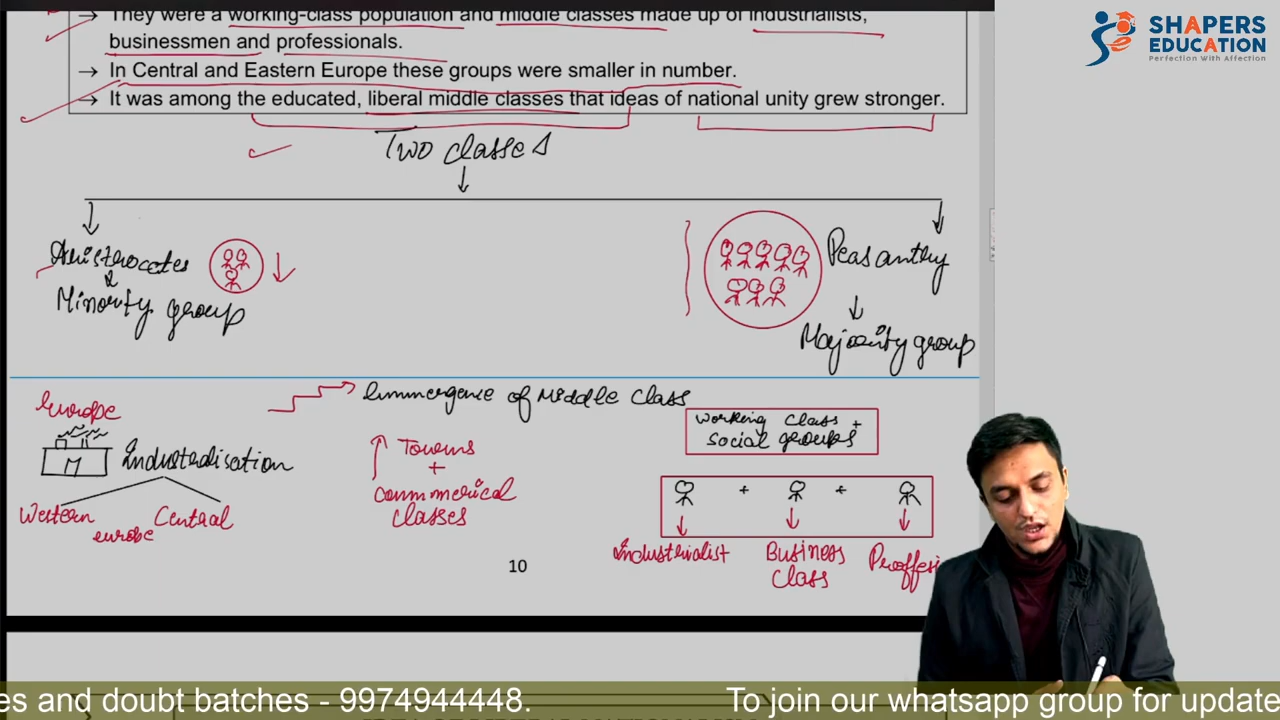 They were a working-class population and middle classes made up of industrialists,
businessmen and professionals.
→ In Central and Eastern Europe these groups were smaller in number.
→ It was among the educated, liberal middle classes that ideas of national unity grew stronger.
SHAPERS
EDUCATION
Perfection With Affection
Two classes
Aristerocates
Minority group
Peasantry
Majority group
Europe
Emmergence of Middle Class
M
Industerilisation
Western
europe
Central
Towns
+
commmerical
classes
working class +
social groups
+ +
Industrialist
Business
Class
Proffesi
10
es and doubt batches - 9974944448.
To join our whatsapp group for update